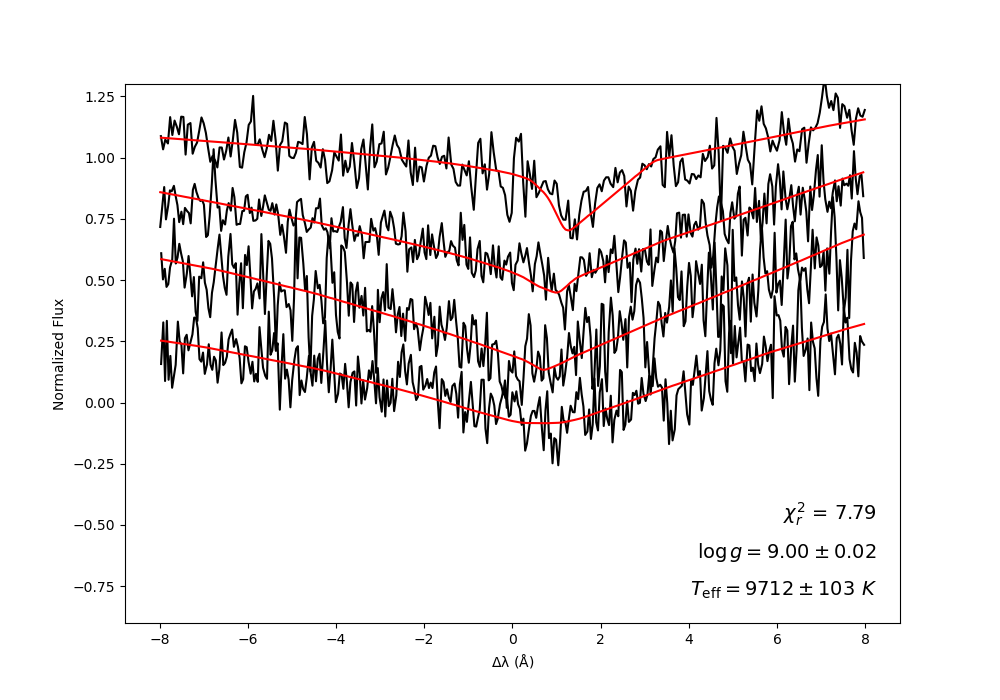 1.25
1.00
0.75
0.50
0.25
0.00
−0.25
−0.50
−0.75
Normalized Flux
χ²ᵣ = 7.79
log g = 9.00 ± 0.02
T_eff = 9712 ± 103 K
−8 −6 −4 −2 0 2 4 6 8
Δλ (Å)